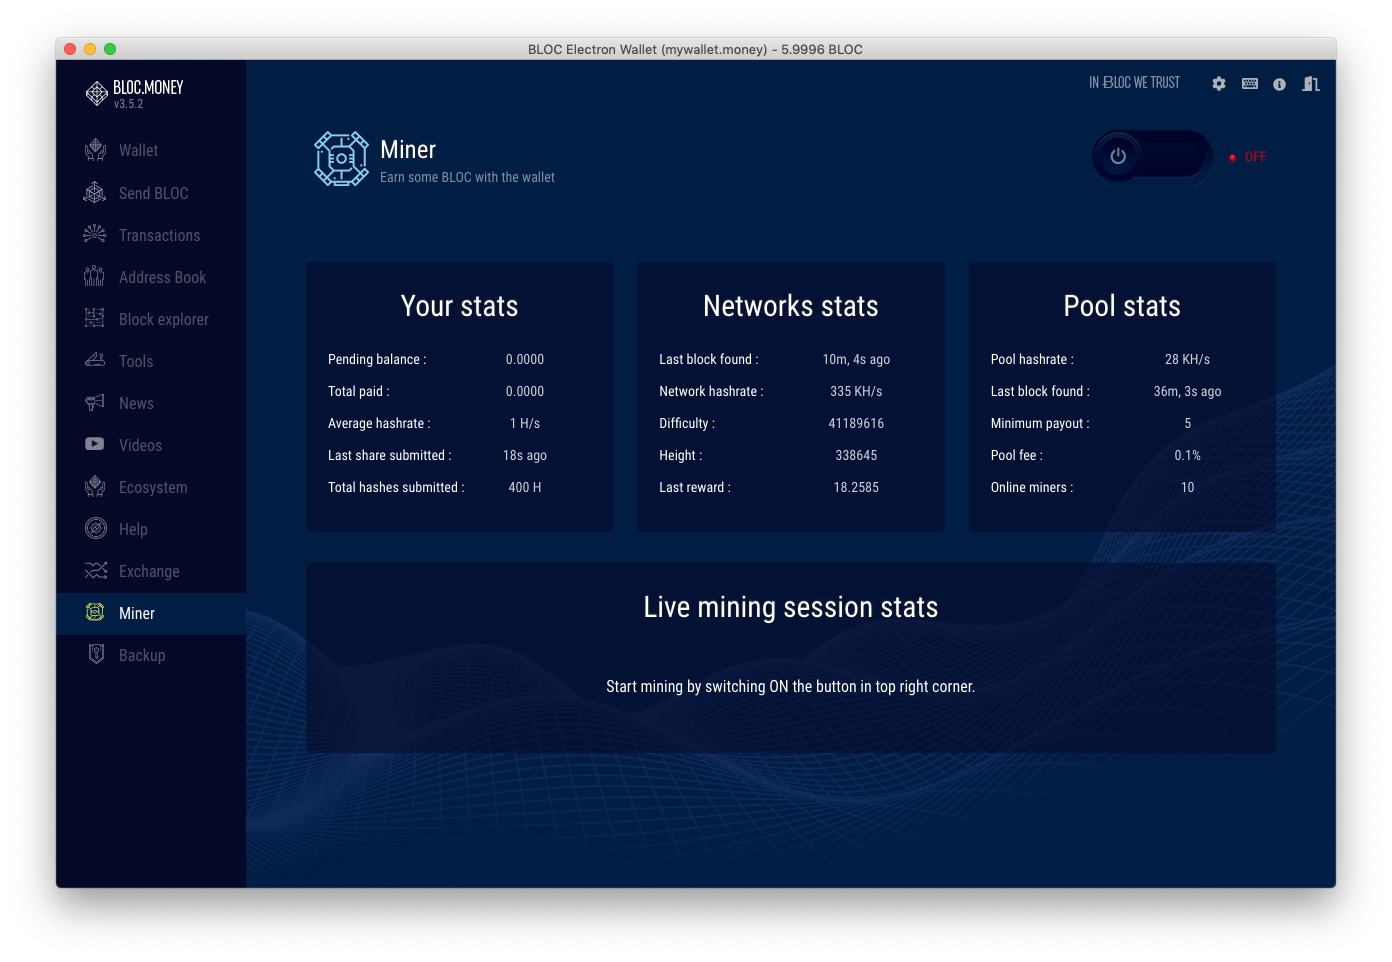 BLOC Electron Wallet (mywallet.money) - 5.9996 BLOC
BLOC.MONEY
v3.5.2
IN BLOC WE TRUST
Wallet
Send BLOC
Transactions
Address Book
Block explorer
Tools
News
Videos
Ecosystem
Help
Exchange
Miner
Backup
Miner
Earn some BLOC with the wallet
OFF
Your stats
Pending balance : 0.0000
Total paid : 0.0000
Average hashrate : 1 H/s
Last share submitted : 18s ago
Total hashes submitted : 400 H
Networks stats
Last block found : 10m, 4s ago
Network hashrate : 335 KH/s
Difficulty : 41189616
Height : 338645
Last reward : 18.2585
Pool stats
Pool hashrate : 28 KH/s
Last block found : 36m, 3s ago
Minimum payout : 5
Pool fee : 0.1%
Online miners : 10
Live mining session stats
Start mining by switching ON the button in top right corner.